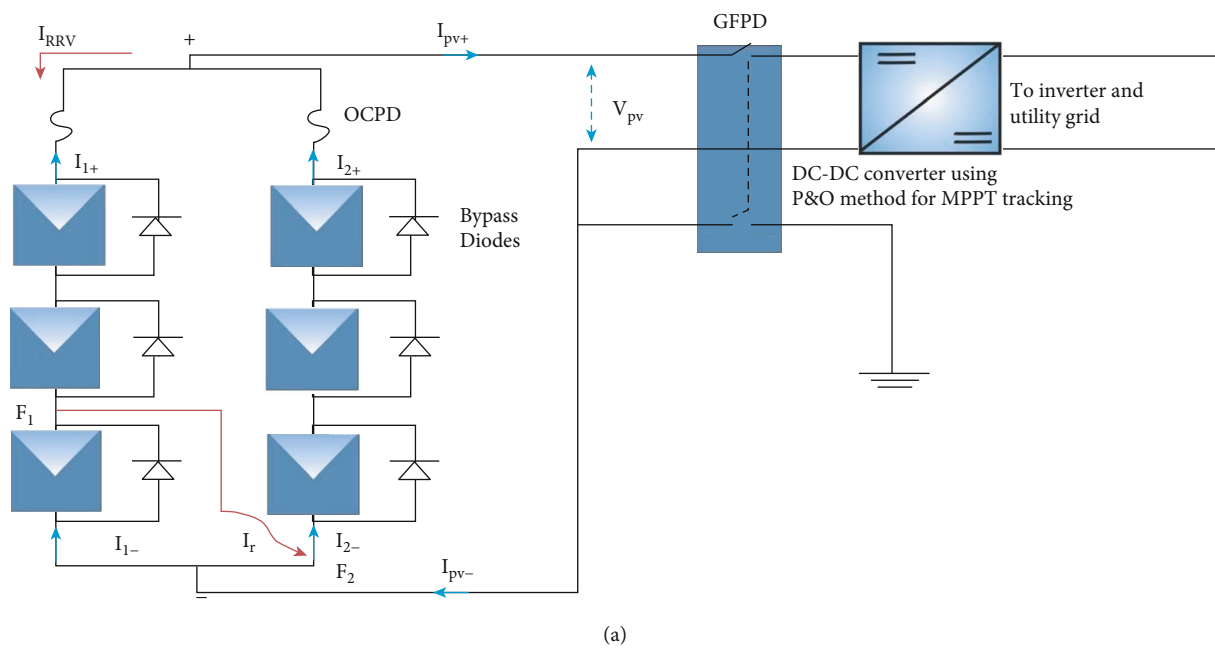 I_RRV
+
I_pv+
GFPD
OCPD
V_pv
To inverter and
utility grid
I_1+
I_2+
DC-DC converter using
P&O method for MPPT tracking
Bypass
Diodes
F_1
I_1–
I_r
I_2–
F_2
I_pv–
–
(a)